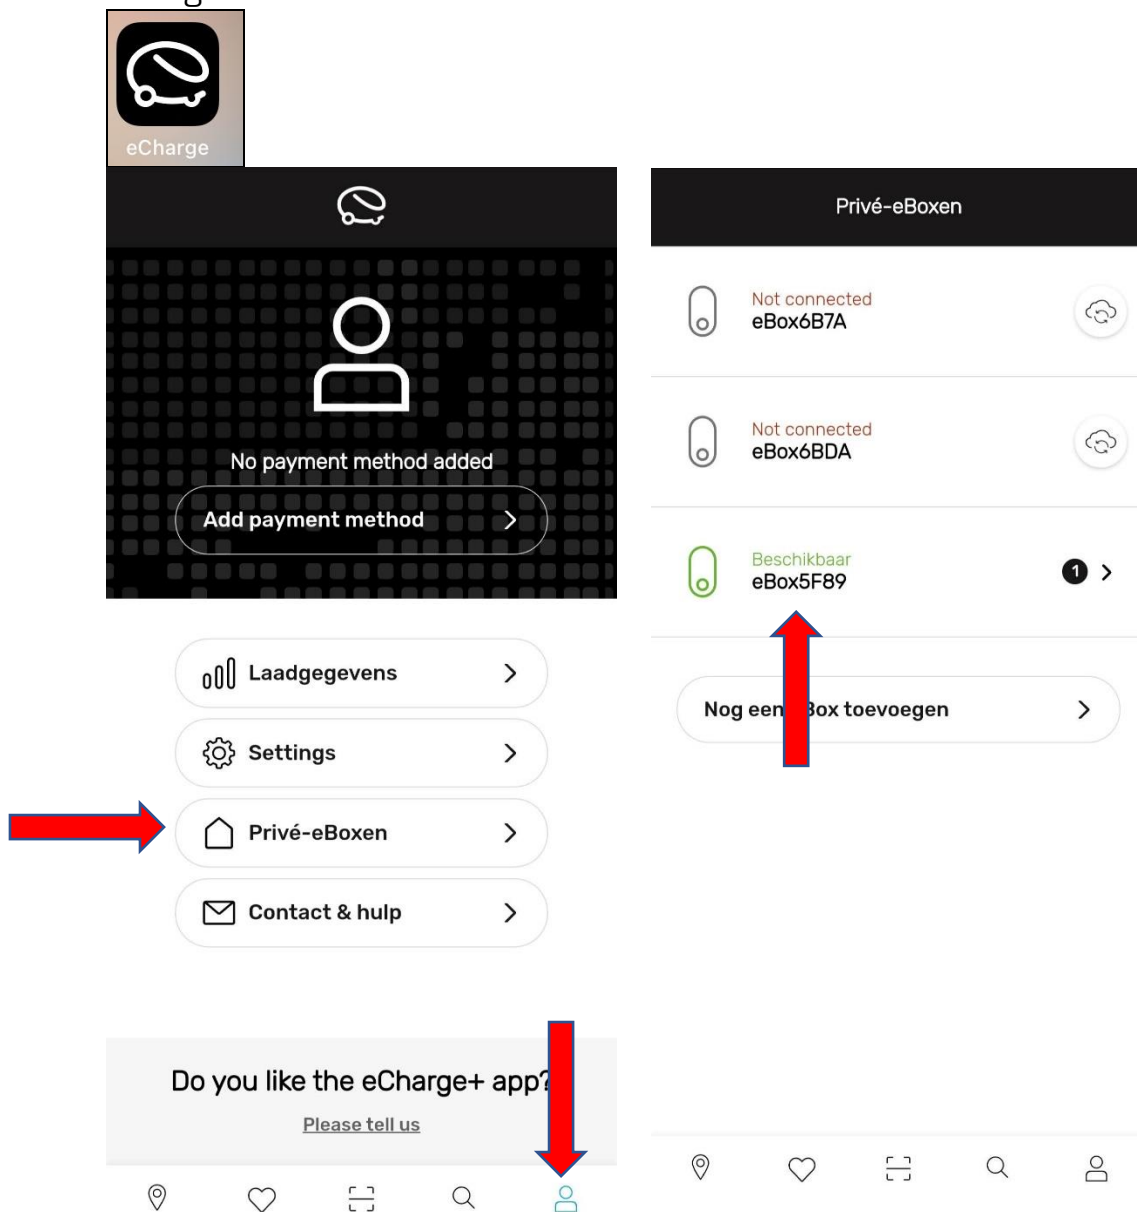 eCharge
No payment method added
Add payment method
Laadgegevens
Settings
Privé-eBoxen
Contact & hulp
Do you like the eCharge+ app?
Please tell us
Privé-eBoxen
Not connected
eBox6B7A
Not connected
eBox6BDA
Beschikbaar
eBox5F89
1
Nog een Box toevoegen